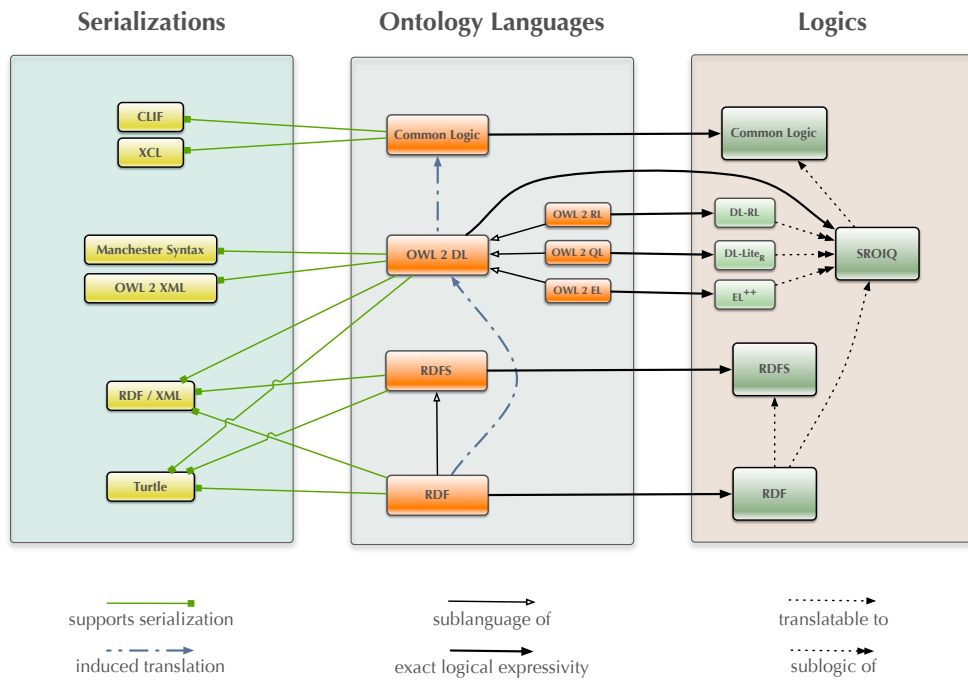 Serializations
Ontology Languages
Logics
CLIF
XCL
Common Logic
Common Logic
Manchester Syntax
OWL 2 XML
OWL 2 DL
OWL 2 RL
OWL 2 QL
OWL 2 EL
DL-RL
DL-LiteR
EL++
SROIQ
RDF / XML
RDFS
RDFS
Turtle
RDF
RDF
supports serialization
sublanguage of
translatable to
induced translation
exact logical expressivity
sublogic of